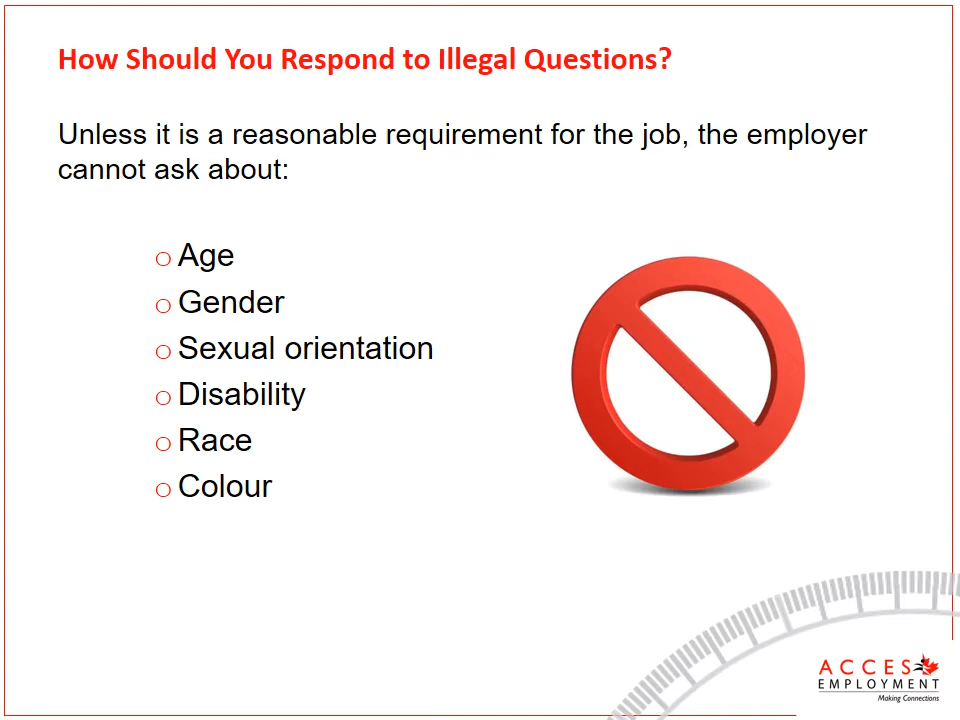 How Should You Respond to Illegal Questions?
Unless it is a reasonable requirement for the job, the employer
cannot ask about:
Age
Gender
Sexual orientation
Disability
Race
Colour
ACCES
EMPLOYMENT
Making Connections